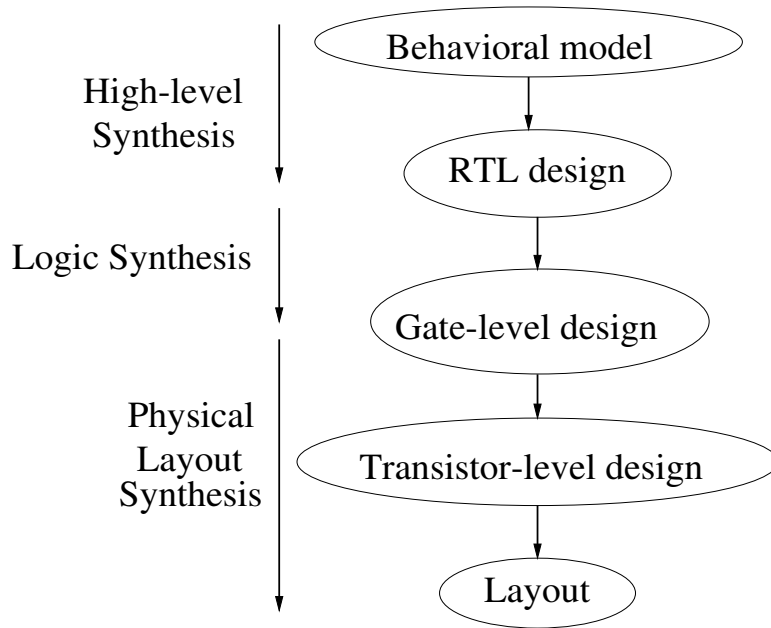 Behavioral model
High-level
Synthesis
RTL design
Logic Synthesis
Gate-level design
Physical
Layout
Synthesis
Transistor-level design
Layout